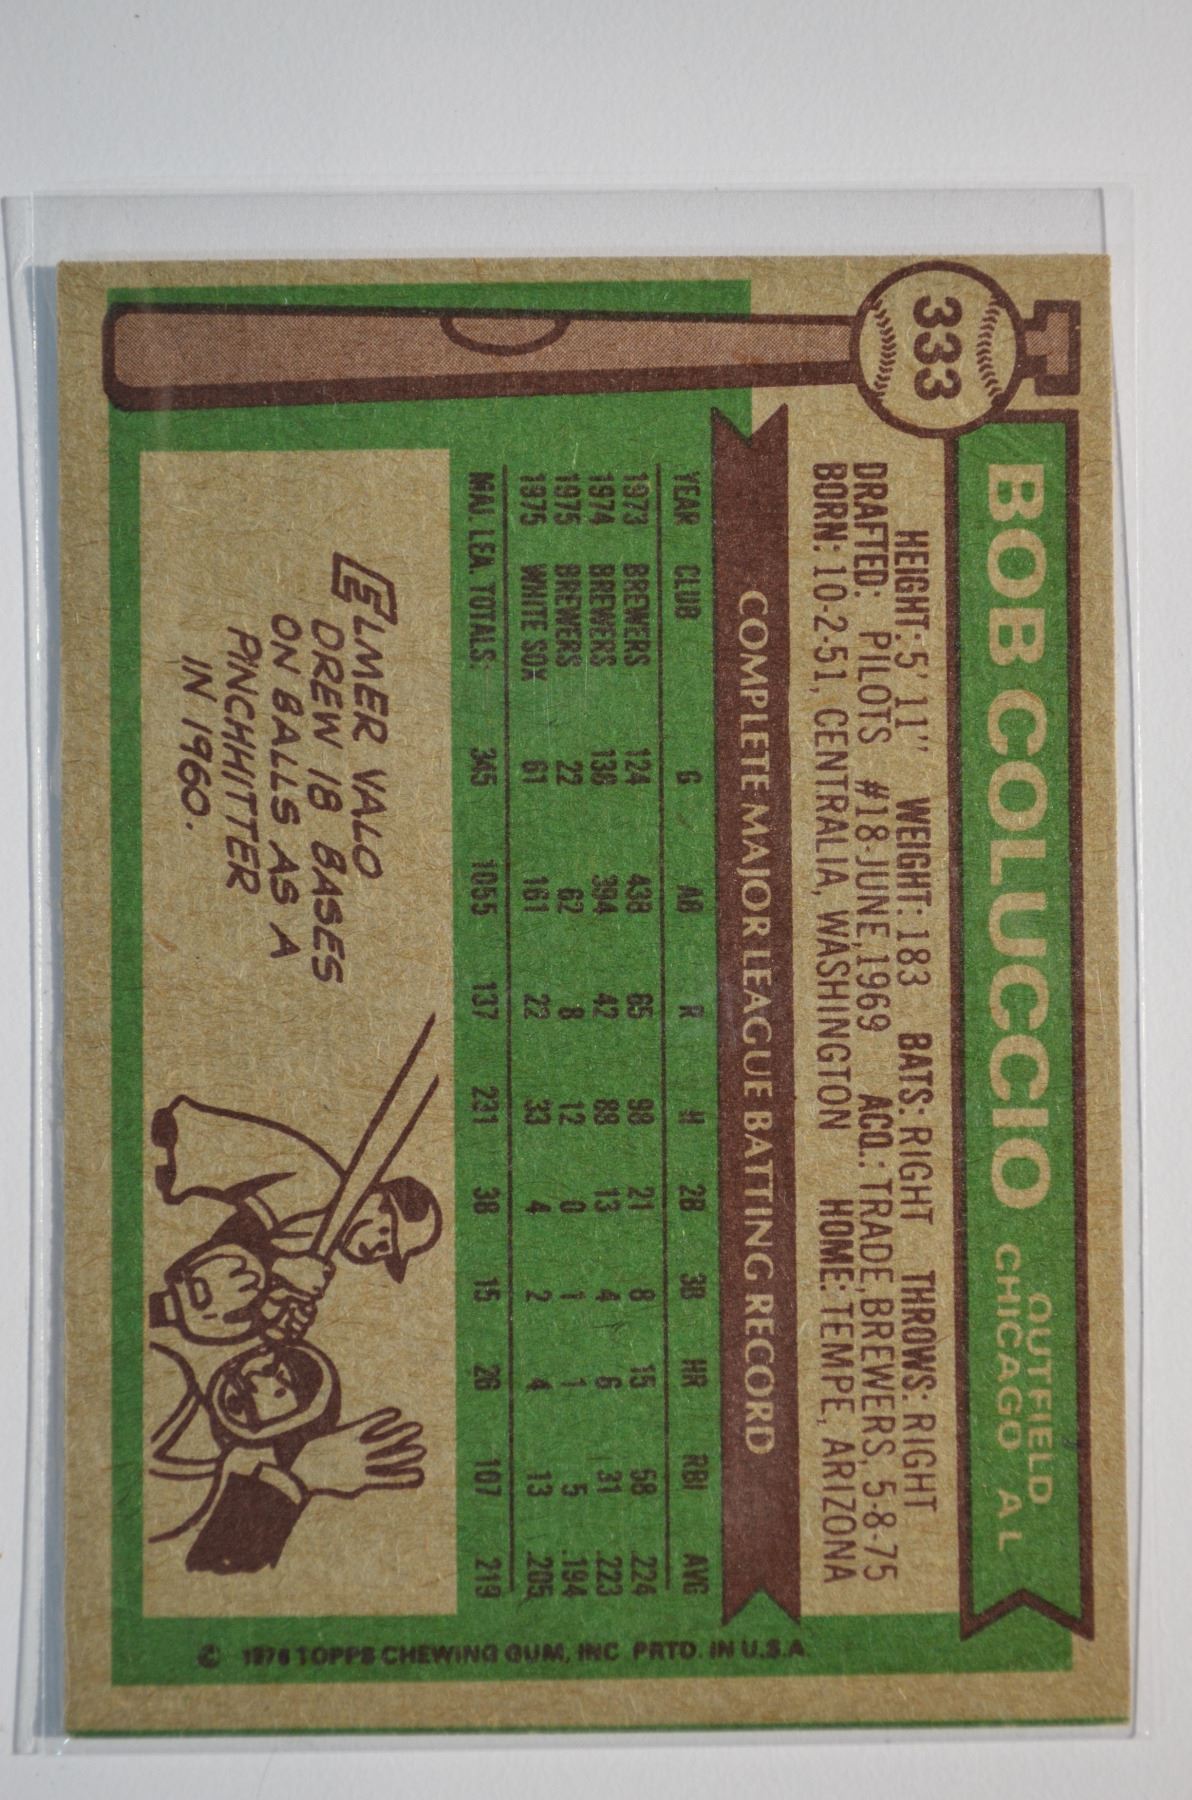 T
333
BOB COLUCCIO
OUTFIELD
CHICAGO AL
HEIGHT: 5' 11" WEIGHT: 183 BATS: RIGHT THROWS: RIGHT
DRAFTED: PILOTS #18-JUNE, 1969 ACQ.: TRADE, BREWERS, 5-8-75
BORN: 10-2-51, CENTRALIA, WASHINGTON HOME: TEMPE, ARIZONA
COMPLETE MAJOR LEAGUE BATTING RECORD
YEAR CLUB G AB R H 2B 3B HR RBI AVG
1973 BREWERS 124 438 65 98 21 8 15 58 224
1974 BREWERS 138 394 42 88 13 4 6 31 223
1975 BREWERS 22 62 8 12 0 1 1 5 194
1975 WHITE SOX 61 161 22 33 4 2 4 13 205
MAJ. LEA. TOTALS: 345 1055 137 231 38 15 26 107 219
ELMER VALO
DREW 18 BASES
ON BALLS AS A
PINCHHITTER
IN 1960.
© 1976 TOPPS CHEWING GUM, INC PRTD. IN U.S.A.